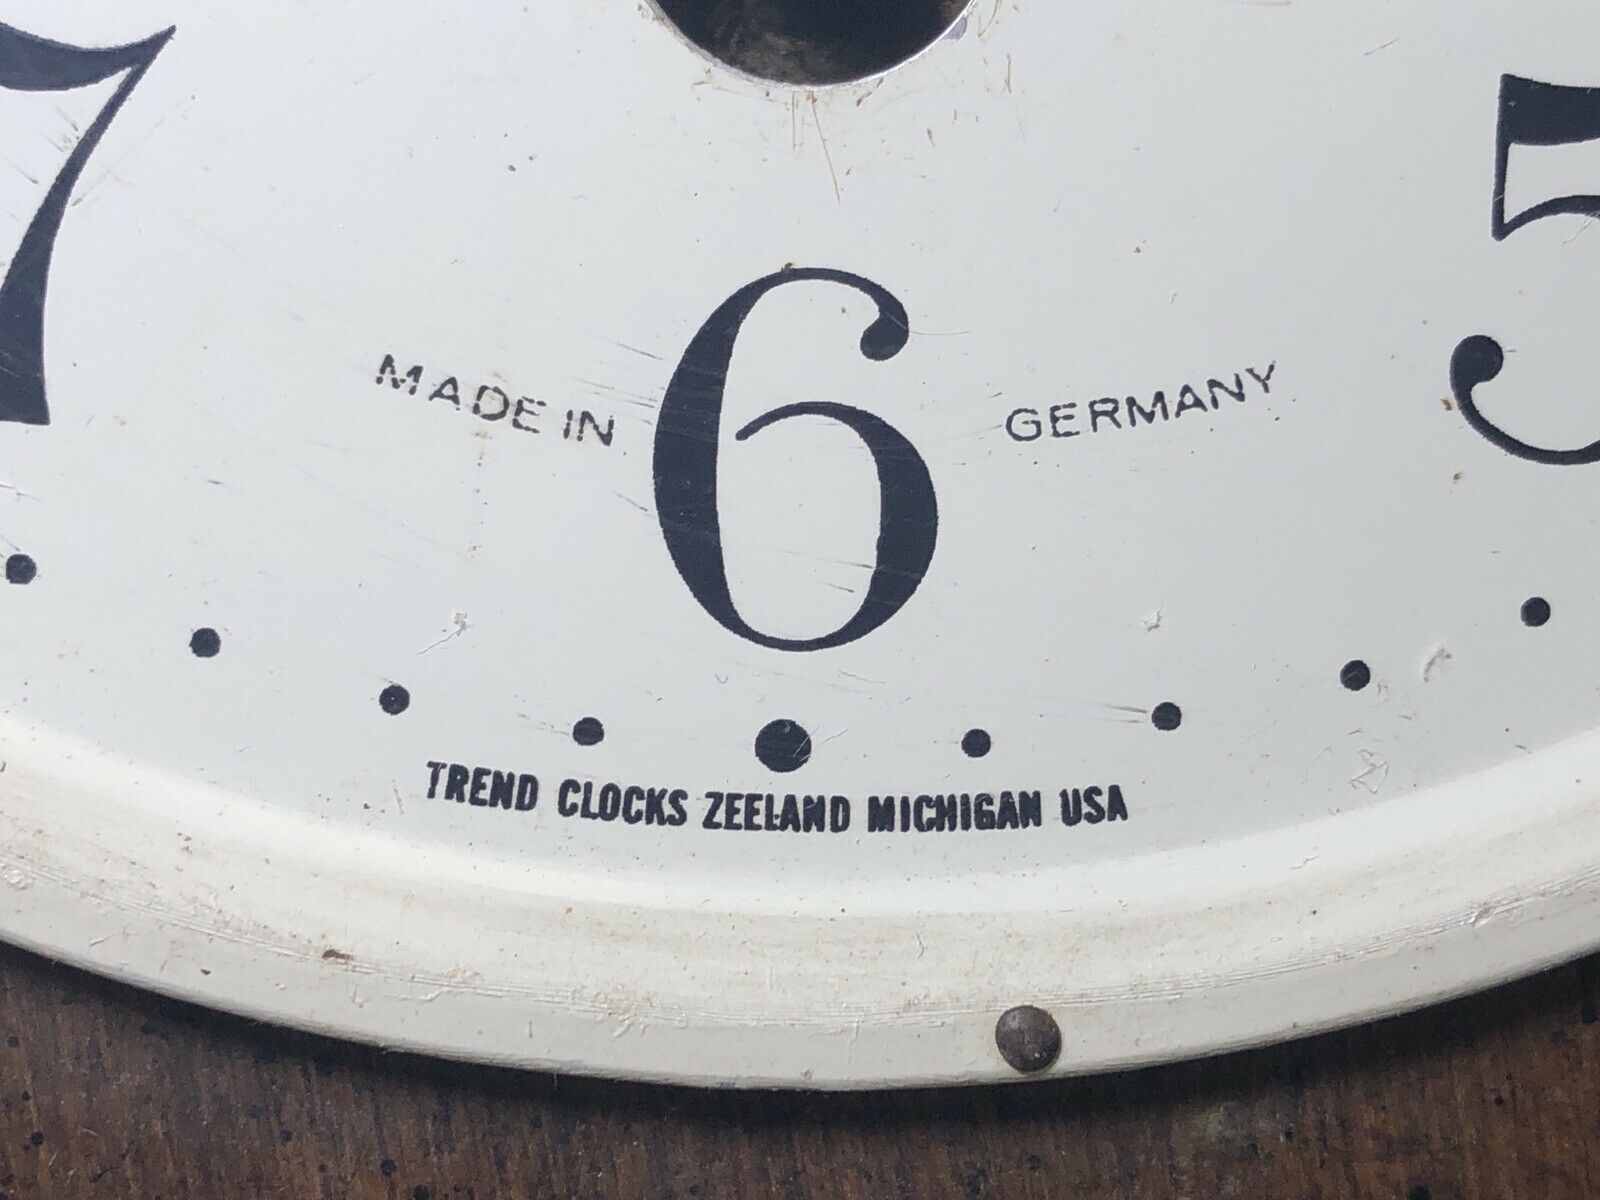 7 6 5
MADE IN GERMANY
TREND CLOCKS ZEELAND MICHIGAN USA